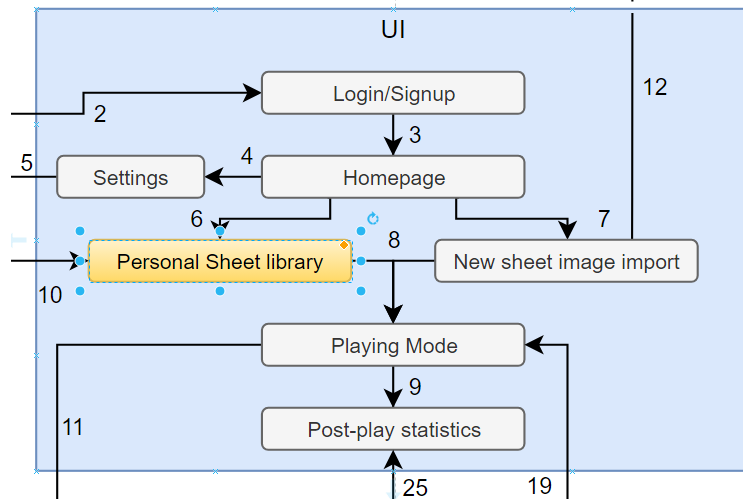 UI
12
Login/Signup
2
3
5
4
Settings
Homepage
6
7
8
Personal Sheet library
New sheet image import
10
Playing Mode
9
11
Post-play statistics
25
19